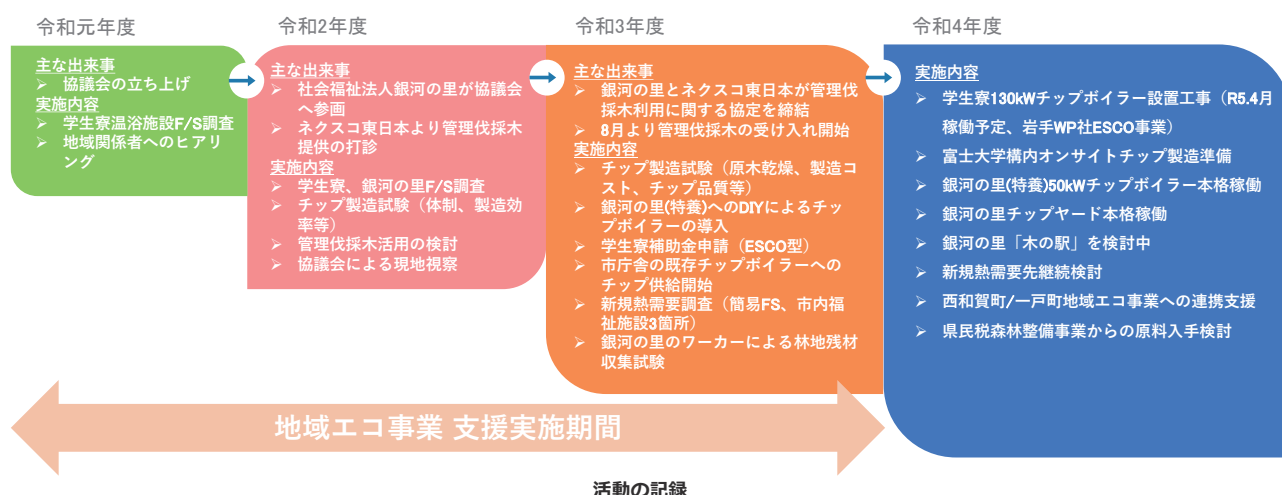 令和元年度
主な出来事
➢ 協議会の立ち上げ
実施内容
➢ 学生寮温浴施設F/S調査
➢ 地域関係者へのヒアリ
ング
令和2年度
主な出来事
➢ 社会福祉法人銀河の里が協議会
へ参画
➢ ネクスコ東日本より管理伐採木
提供の打診
実施内容
➢ 学生寮、銀河の里F/S調査
➢ チップ製造試験（体制、製造効
率等）
➢ 管理伐採木活用の検討
➢ 協議会による現地視察
令和3年度
主な出来事
➢ 銀河の里とネクスコ東日本が管理伐
採木利用に関する協定を締結
➢ 8月より管理伐採木の受け入れ開始
実施内容
➢ チップ製造試験（原木乾燥、製造コ
スト、チップ品質等）
➢ 銀河の里(特養)へのDIYによるチッ
プボイラーの導入
➢ 学生寮補助金申請（ESCO型）
➢ 市庁舎の既存チップボイラーへの
チップ供給開始
➢ 新規熱需要調査（簡易FS、市内福
祉施設3箇所）
➢ 銀河の里のワーカーによる林地残材
収集試験
令和4年度
実施内容
➢ 学生寮130kWチップボイラー設置工事（R5.4月
稼働予定、岩手WP社ESCO事業）
➢ 富士大学構内オンサイトチップ製造準備
➢ 銀河の里(特養)50kWチップボイラー本格稼働
➢ 銀河の里チップヤード本格稼働
➢ 銀河の里「木の駅」を検討中
➢ 新規熱需要先継続検討
➢ 西和賀町/一戸町地域エコ事業への連携支援
➢ 県民税森林整備事業からの原料入手検討
地域エコ事業 支援実施期間
活動の記録